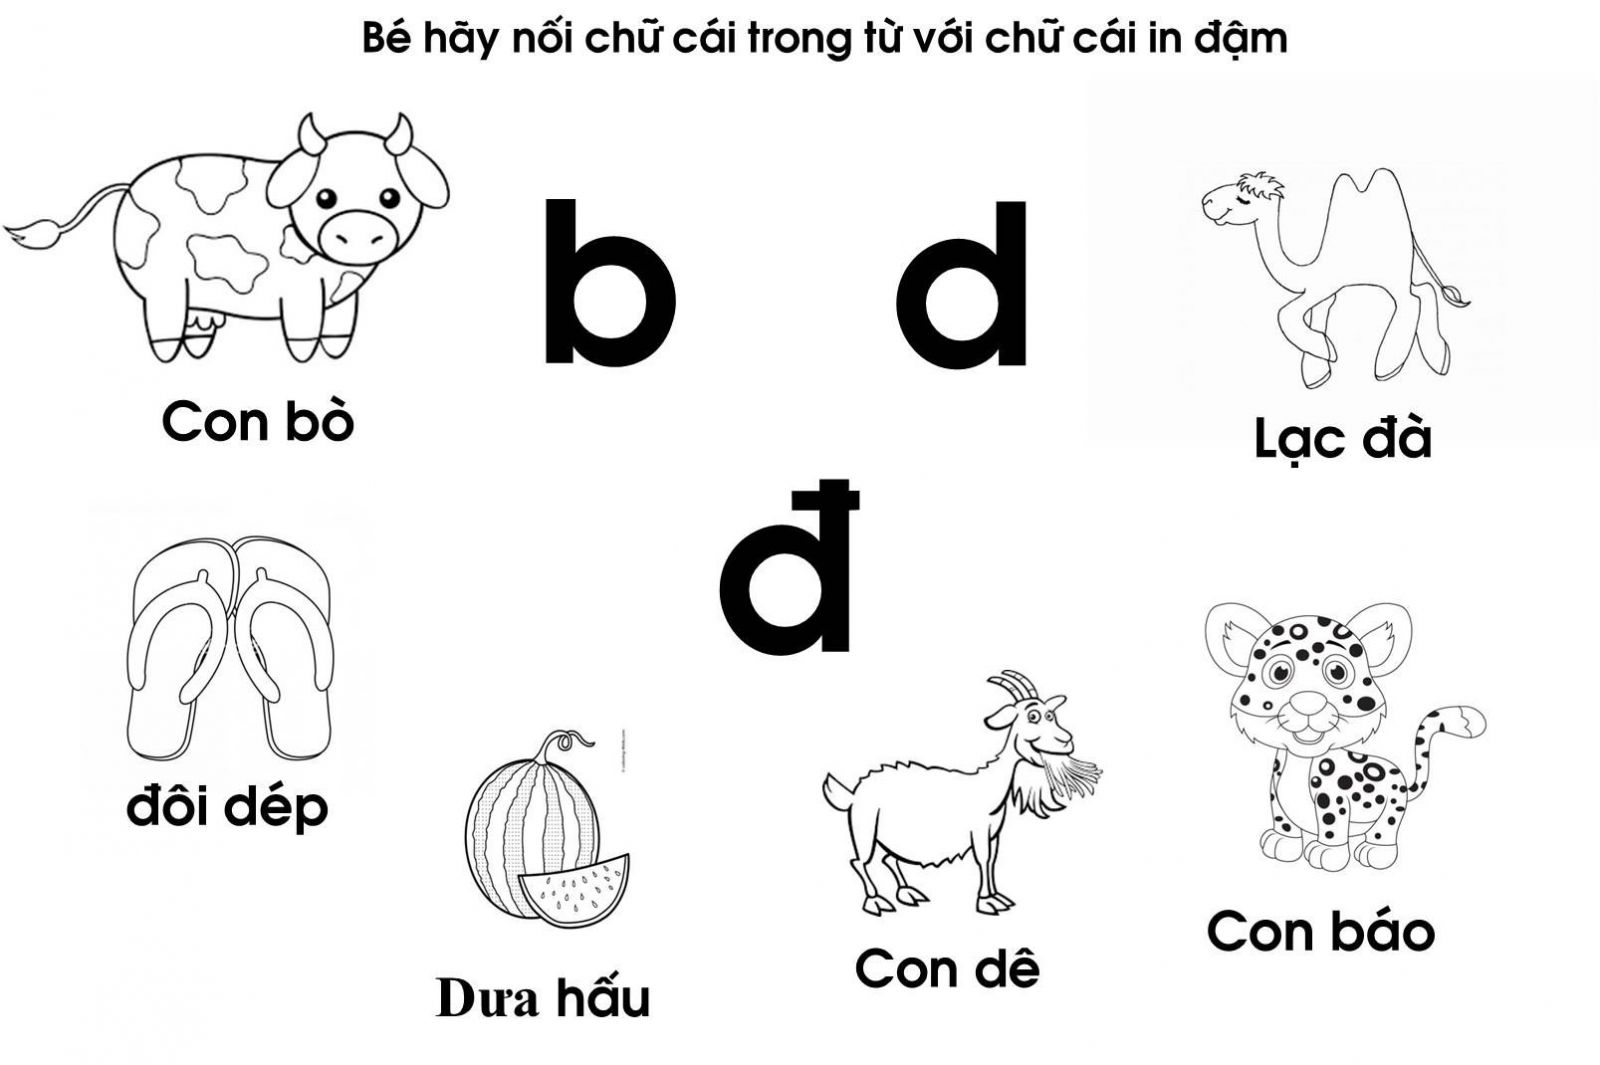 Bé hãy nối chữ cái trong từ với chữ cái in đậm
b
d
Con bò
Lạc đà
đ
đôi dép
Dưa hấu
Con dê
Con báo